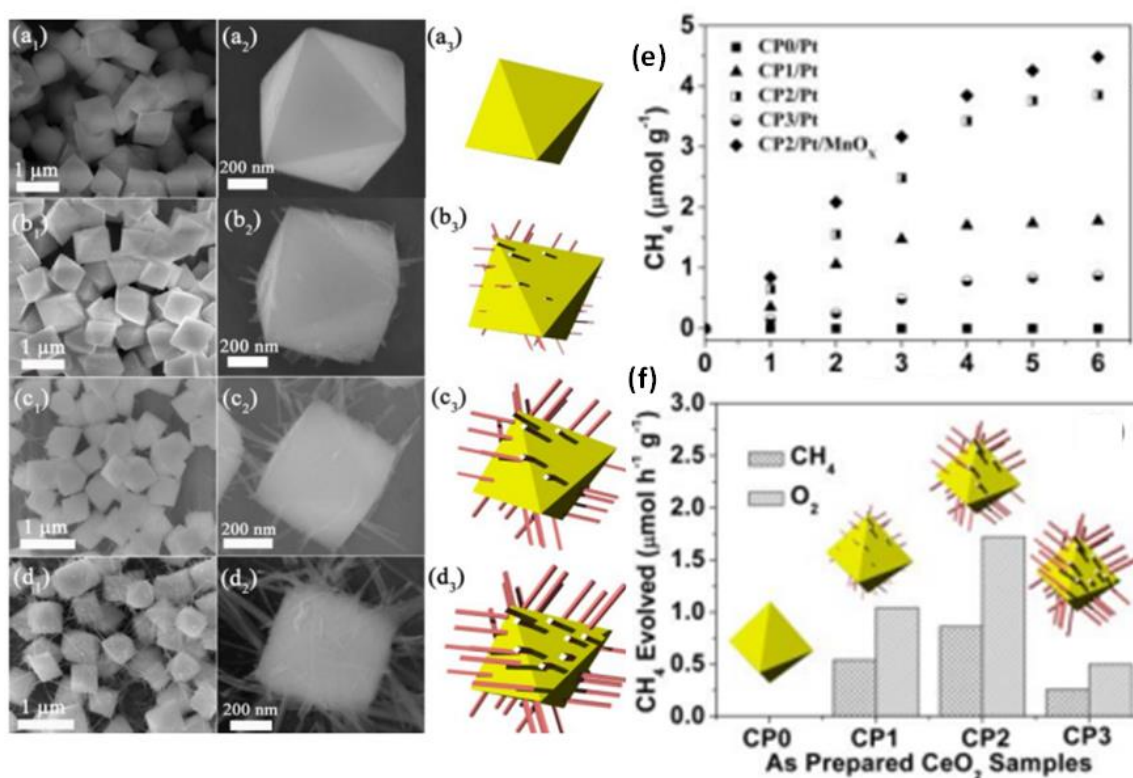 (a₁)
1 µm
(a₂)
200 nm
(a₃)
(b₁)
1 µm
(b₂)
200 nm
(b₃)
(c₁)
1 µm
(c₂)
200 nm
(c₃)
(d₁)
1 µm
(d₂)
200 nm
(d₃)
(e)
CH₄ (µmol g⁻¹)
5
4
3
2
1
0
CP0/Pt
CP1/Pt
CP2/Pt
CP3/Pt
CP2/Pt/MnOₓ
0 1 2 3 4 5 6
(f)
CH₄ Evolved (µmol h⁻¹ g⁻¹)
3.0
2.5
2.0
1.5
1.0
0.5
0.0
CH₄
O₂
CP0 CP1 CP2 CP3
As Prepared CeO₂ Samples